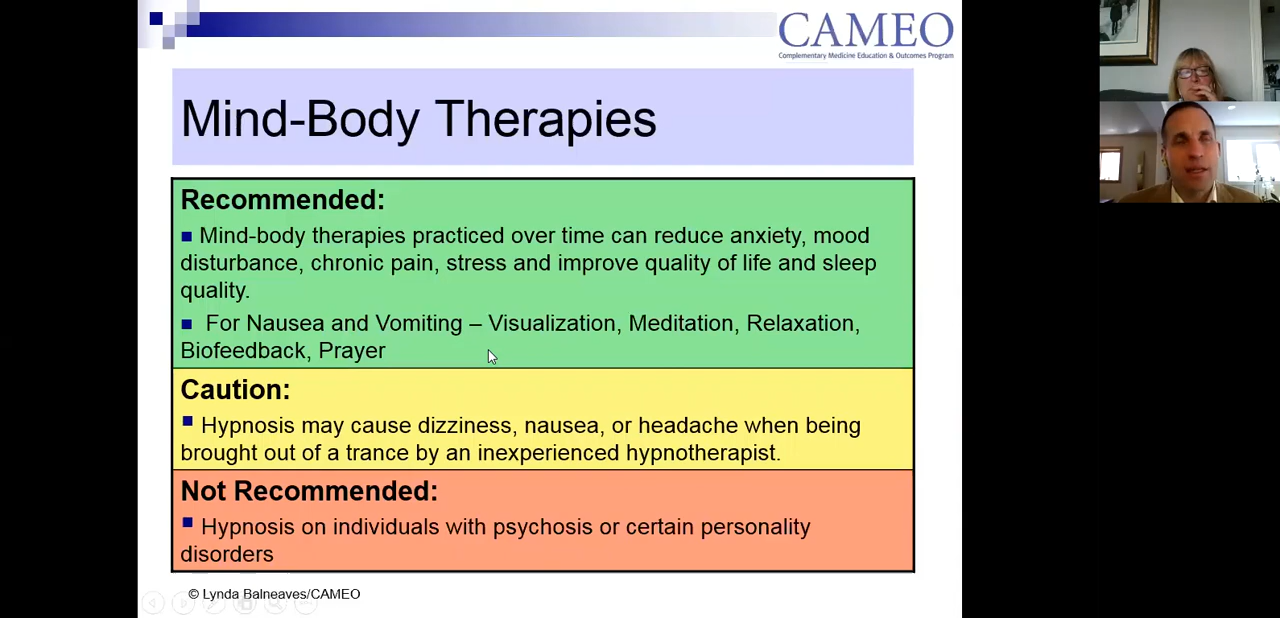 CAMEO
Complementary Medicine Education & Outcomes Program
Mind-Body Therapies
Recommended:
■ Mind-body therapies practiced over time can reduce anxiety, mood
disturbance, chronic pain, stress and improve quality of life and sleep
quality.
■ For Nausea and Vomiting – Visualization, Meditation, Relaxation,
Biofeedback, Prayer
Caution:
■ Hypnosis may cause dizziness, nausea, or headache when being
brought out of a trance by an inexperienced hypnotherapist.
Not Recommended:
■ Hypnosis on individuals with psychosis or certain personality
disorders
© Lynda Balneaves/CAMEO